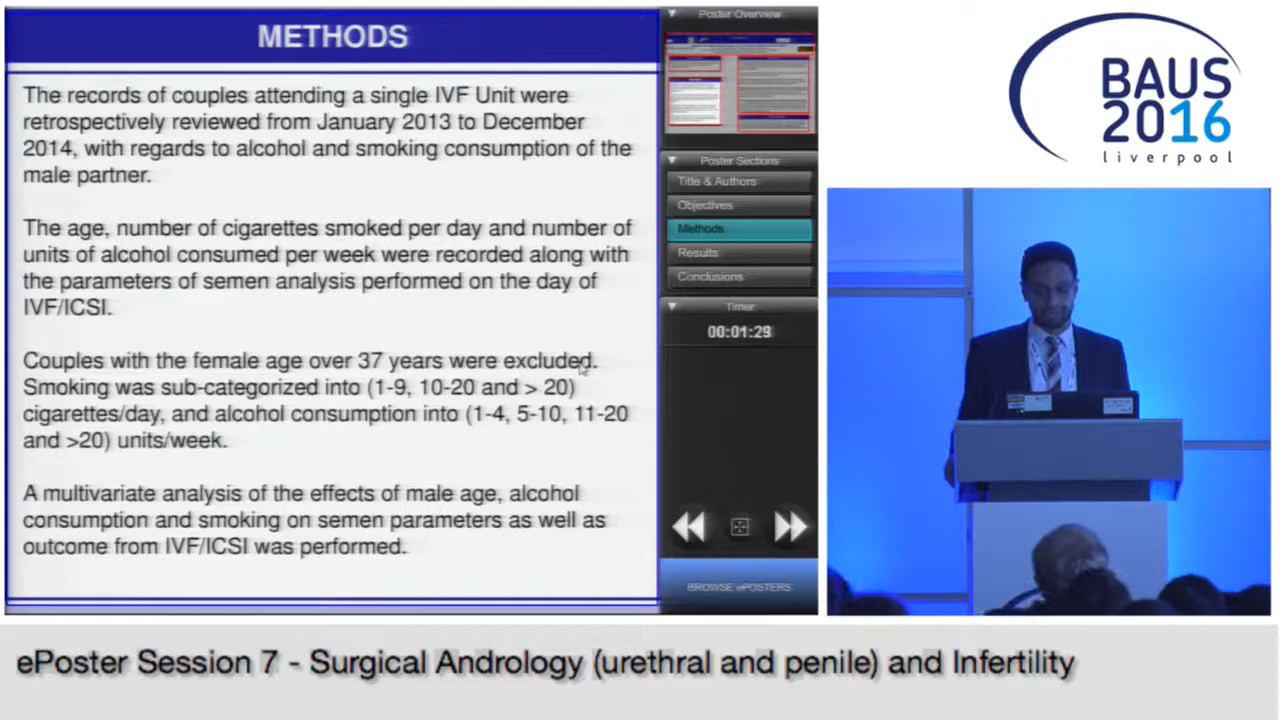 METHODS
The records of couples attending a single IVF Unit were
retrospectively reviewed from January 2013 to December
2014, with regards to alcohol and smoking consumption of the
male partner.
The age, number of cigarettes smoked per day and number of
units of alcohol consumed per week were recorded along with
the parameters of semen analysis performed on the day of
IVF/ICSI.
Couples with the female age over 37 years were excluded.
Smoking was sub-categorized into (1-9, 10-20 and > 20)
cigarettes/day, and alcohol consumption into (1-4, 5-10, 11-20
and >20) units/week.
A multivariate analysis of the effects of male age, alcohol
consumption and smoking on semen parameters as well as
outcome from IVF/ICSI was performed.
Poster Overview
Poster Sections
Title & Authors
Objectives
Methods
Results
Conclusions
Timer
00:01:29
BROWSE ePOSTERS
BAUS
2016
liverpool
ePoster Session 7 - Surgical Andrology (urethral and penile) and Infertility